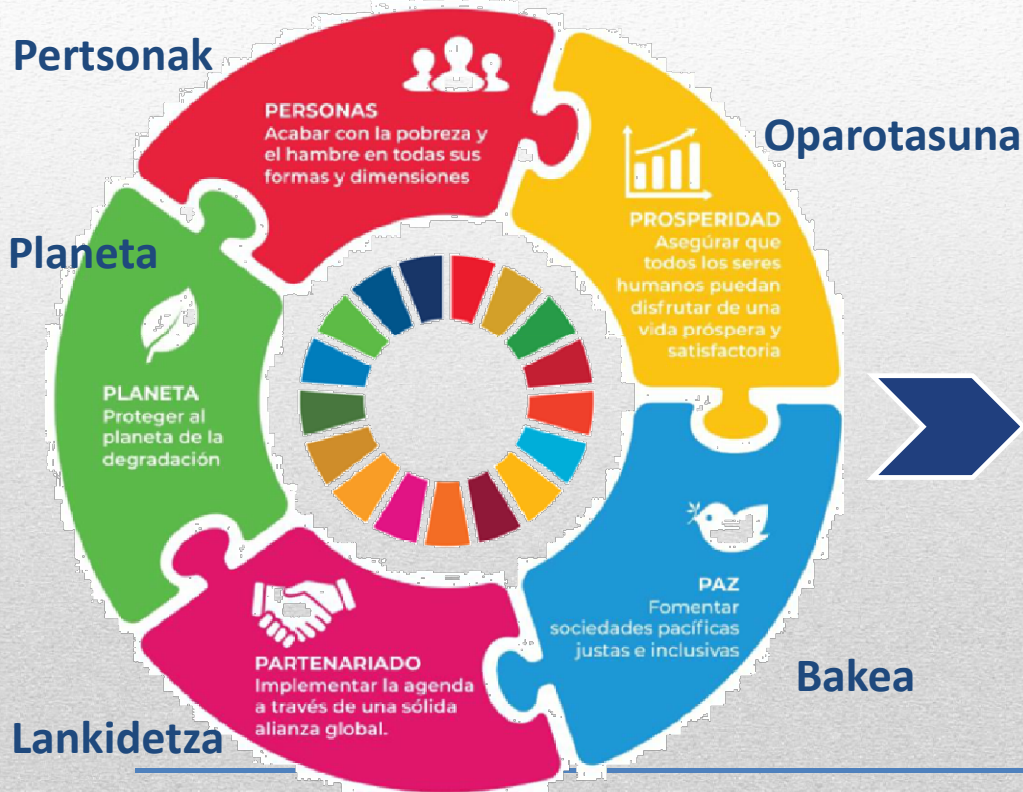 Pertsonak
PERSONAS
Acabar con la pobreza y
el hambre en todas sus
formas y dimensiones
Oparotasuna
PROSPERIDAD
Asegúrar que
todos los seres
humanos puedan
disfrutar de una
vida próspera y
satisfactoria
Planeta
PLANETA
Proteger al
planeta de la
degradación
PAZ
Fomentar
sociedades pacíficas
justas e inclusivas
Bakea
PARTENARIADO
Implementar la agenda
a través de una sólida
alianza global.
Lankidetza